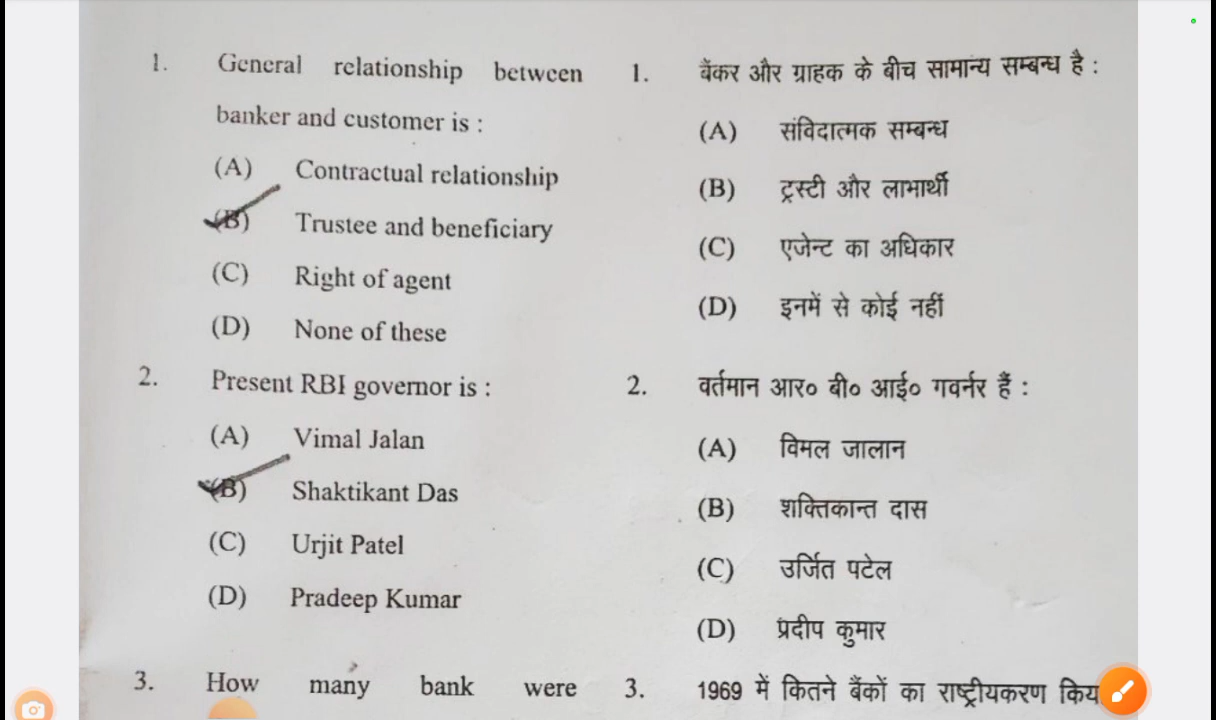 1. General relationship between
banker and customer is :
(A) Contractual relationship
(B) Trustee and beneficiary
(C) Right of agent
(D) None of these
2. Present RBI governor is :
(A) Vimal Jalan
(B) Shaktikant Das
(C) Urjit Patel
(D) Pradeep Kumar
3. How many bank were
1. बैंकर और ग्राहक के बीच सामान्य सम्बन्ध है :
(A) संविदात्मक सम्बन्ध
(B) ट्रस्टी और लाभार्थी
(C) एजेन्ट का अधिकार
(D) इनमें से कोई नहीं
2. वर्तमान आर० बी० आई० गवर्नर हैं :
(A) विमल जालान
(B) शक्तिकान्त दास
(C) उर्जित पटेल
(D) प्रदीप कुमार
3. 1969 में कितने बैंकों का राष्ट्रीयकरण